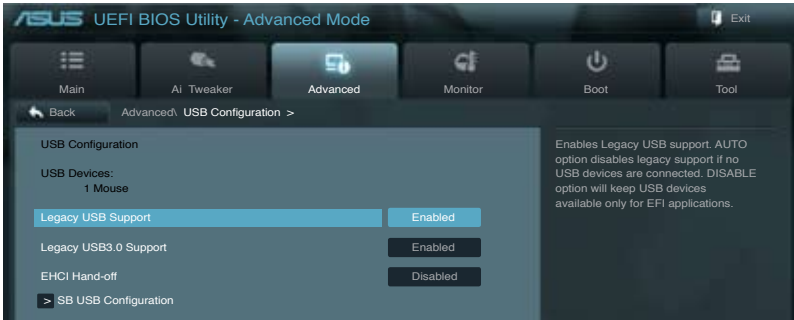 ASUS UEFI BIOS Utility - Advanced Mode
Exit
Main
Ai Tweaker
Advanced
Monitor
Boot
Tool
Back
Advanced\ USB Configuration >
USB Configuration
USB Devices:
1 Mouse
Legacy USB Support Enabled
Legacy USB3.0 Support Enabled
EHCI Hand-off Disabled
> SB USB Configuration
Enables Legacy USB support. AUTO
option disables legacy support if no
USB devices are connected. DISABLE
option will keep USB devices
available only for EFI applications.